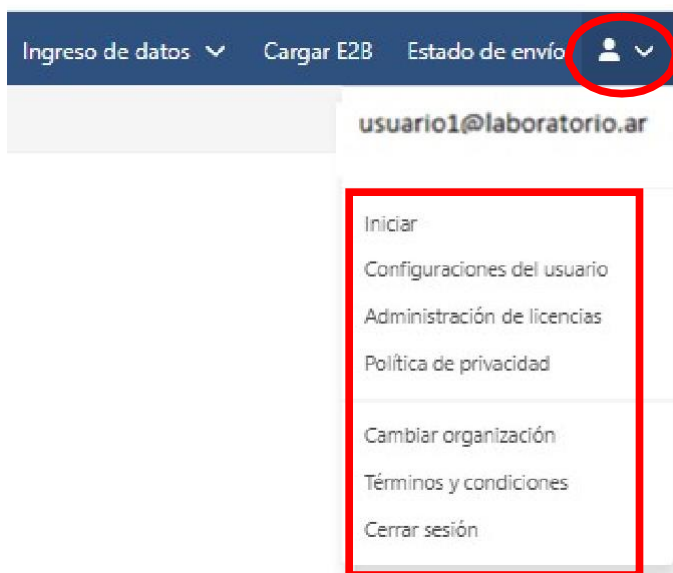 Ingreso de datos Cargar E2B Estado de envío
usuario1@laboratorio.ar
Iniciar
Configuraciones del usuario
Administración de licencias
Política de privacidad
Cambiar organización
Términos y condiciones
Cerrar sesión